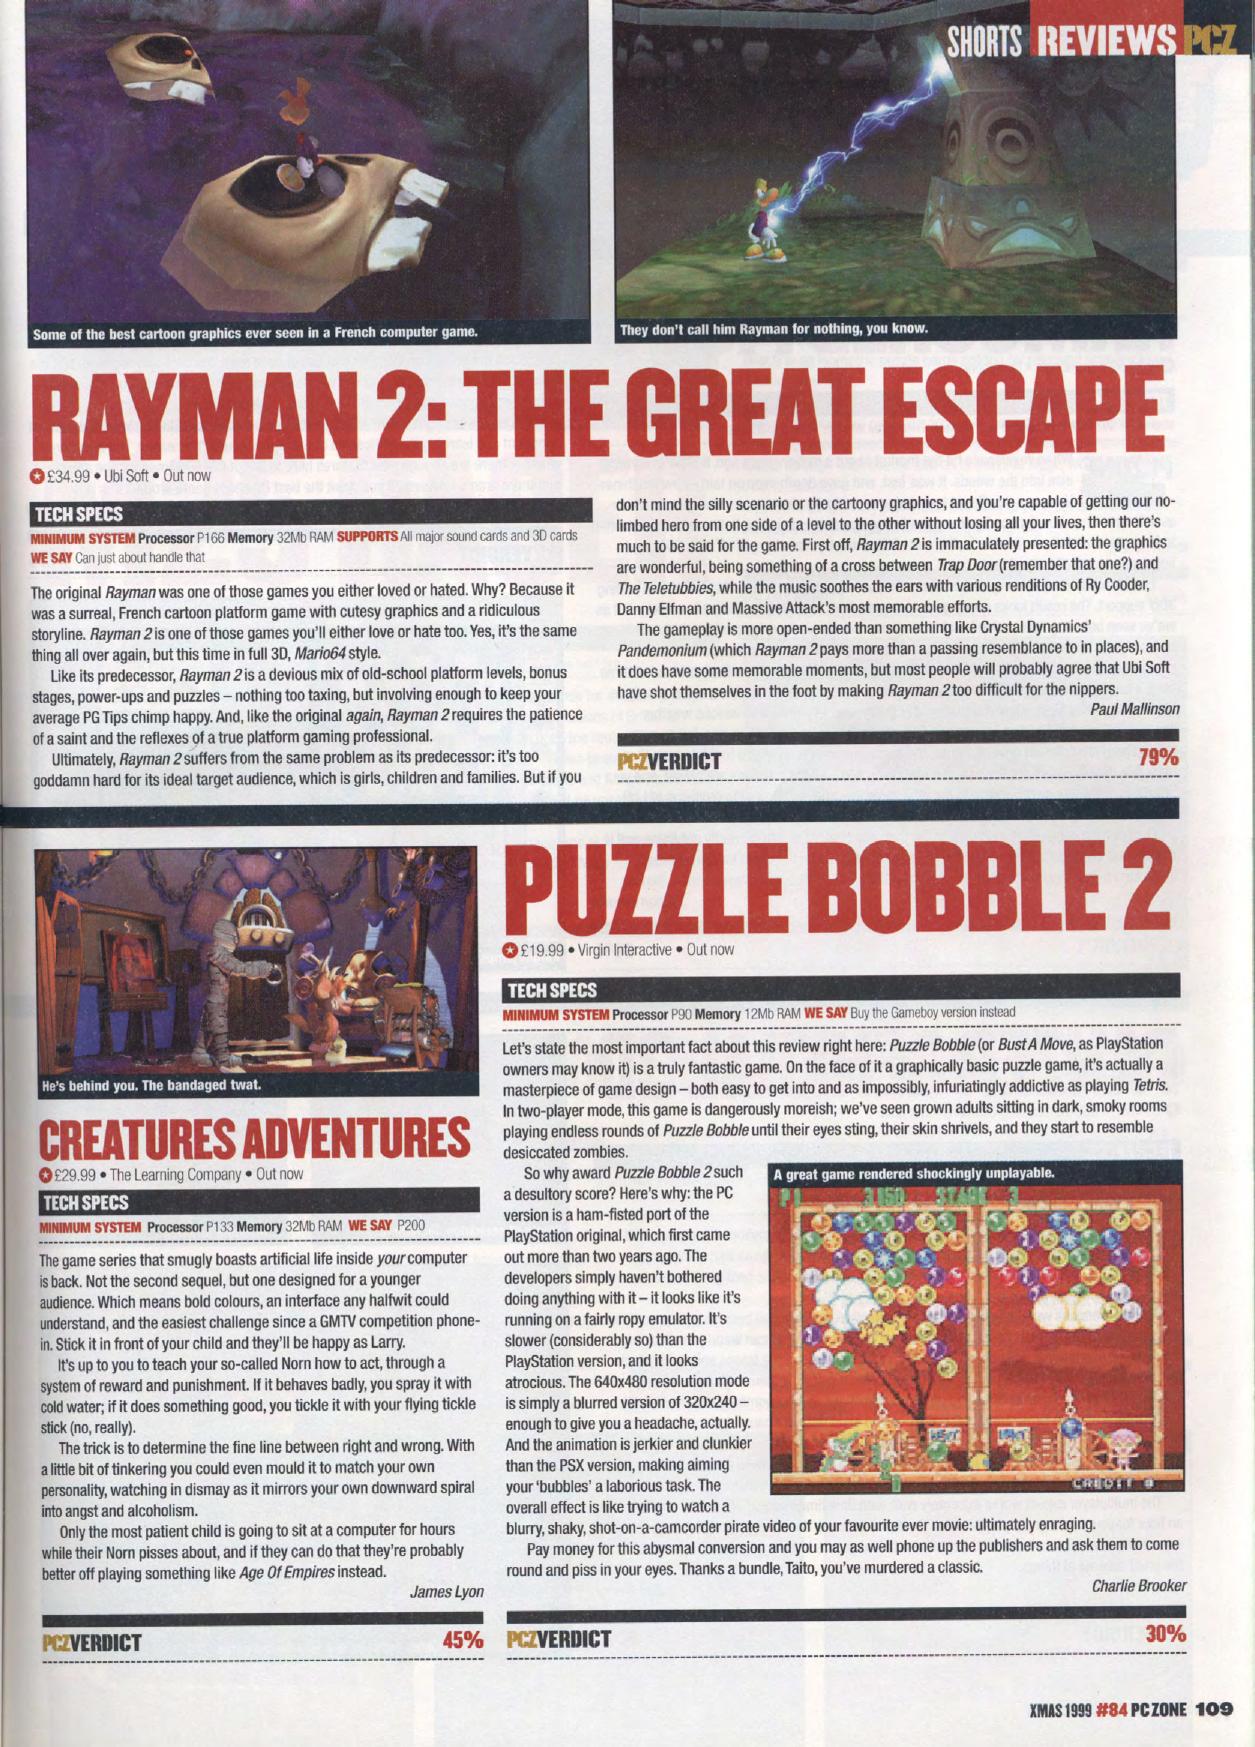 SHORTS REVIEWS PCZ
Some of the best cartoon graphics ever seen in a French computer game.
They don't call him Rayman for nothing, you know.
RAYMAN 2: THE GREAT ESCAPE
£34.99 • Ubi Soft • Out now
TECH SPECS
MINIMUM SYSTEM Processor P166 Memory 32Mb RAM SUPPORTS All major sound cards and 3D cards
WE SAY Can just about handle that
The original Rayman was one of those games you either loved or hated. Why? Because it
was a surreal, French cartoon platform game with cutesy graphics and a ridiculous
storyline. Rayman 2 is one of those games you'll either love or hate too. Yes, it's the same
thing all over again, but this time in full 3D, Mario64 style.
Like its predecessor, Rayman 2 is a devious mix of old-school platform levels, bonus
stages, power-ups and puzzles – nothing too taxing, but involving enough to keep your
average PG Tips chimp happy. And, like the original again, Rayman 2 requires the patience
of a saint and the reflexes of a true platform gaming professional.
Ultimately, Rayman 2 suffers from the same problem as its predecessor: it's too
goddamn hard for its ideal target audience, which is girls, children and families. But if you
don't mind the silly scenario or the cartoony graphics, and you're capable of getting our no-
limbed hero from one side of a level to the other without losing all your lives, then there's
much to be said for the game. First off, Rayman 2 is immaculately presented: the graphics
are wonderful, being something of a cross between Trap Door (remember that one?) and
The Teletubbies, while the music soothes the ears with various renditions of Ry Cooder,
Danny Elfman and Massive Attack's most memorable efforts.
The gameplay is more open-ended than something like Crystal Dynamics'
Pandemonium (which Rayman 2 pays more than a passing resemblance to in places), and
it does have some memorable moments, but most people will probably agree that Ubi Soft
have shot themselves in the foot by making Rayman 2 too difficult for the nippers.
Paul Mallinson
PCZVERDICT 79%
He's behind you. The bandaged twat.
CREATURES ADVENTURES
£29.99 • The Learning Company • Out now
TECH SPECS
MINIMUM SYSTEM Processor P133 Memory 32Mb RAM WE SAY P200
The game series that smugly boasts artificial life inside your computer
is back. Not the second sequel, but one designed for a younger
audience. Which means bold colours, an interface any halfwit could
understand, and the easiest challenge since a GMTV competition phone-
in. Stick it in front of your child and they'll be happy as Larry.
It's up to you to teach your so-called Norn how to act, through a
system of reward and punishment. If it behaves badly, you spray it with
cold water; if it does something good, you tickle it with your flying tickle
stick (no, really).
The trick is to determine the fine line between right and wrong. With
a little bit of tinkering you could even mould it to match your own
personality, watching in dismay as it mirrors your own downward spiral
into angst and alcoholism.
Only the most patient child is going to sit at a computer for hours
while their Norn pisses about, and if they can do that they're probably
better off playing something like Age Of Empires instead.
James Lyon
PCZVERDICT 45%
PUZZLE BOBBLE 2
£19.99 • Virgin Interactive • Out now
TECH SPECS
MINIMUM SYSTEM Processor P90 Memory 12Mb RAM WE SAY Buy the Gameboy version instead
Let's state the most important fact about this review right here: Puzzle Bobble (or Bust A Move, as PlayStation
owners may know it) is a truly fantastic game. On the face of it a graphically basic puzzle game, it's actually a
masterpiece of game design – both easy to get into and as impossibly, infuriatingly addictive as playing Tetris.
In two-player mode, this game is dangerously moreish; we've seen grown adults sitting in dark, smoky rooms
playing endless rounds of Puzzle Bobble until their eyes sting, their skin shrivels, and they start to resemble
desiccated zombies.
So why award Puzzle Bobble 2 such
a desultory score? Here's why: the PC
version is a ham-fisted port of the
PlayStation original, which first came
out more than two years ago. The
developers simply haven't bothered
doing anything with it – it looks like it's
running on a fairly ropy emulator. It's
slower (considerably so) than the
PlayStation version, and it looks
atrocious. The 640x480 resolution mode
is simply a blurred version of 320x240 –
enough to give you a headache, actually.
And the animation is jerkier and clunkier
than the PSX version, making aiming
your 'bubbles' a laborious task. The
overall effect is like trying to watch a
blurry, shaky, shot-on-a-camcorder pirate video of your favourite ever movie: ultimately enraging.
Pay money for this abysmal conversion and you may as well phone up the publishers and ask them to come
round and piss in your eyes. Thanks a bundle, Taito, you've murdered a classic.
Charlie Brooker
A great game rendered shockingly unplayable.
P1 3150 STAGE 3
NEXT NEXT
CREDIT 0
PCZVERDICT 30%
XMAS 1999 #84 PC ZONE 109